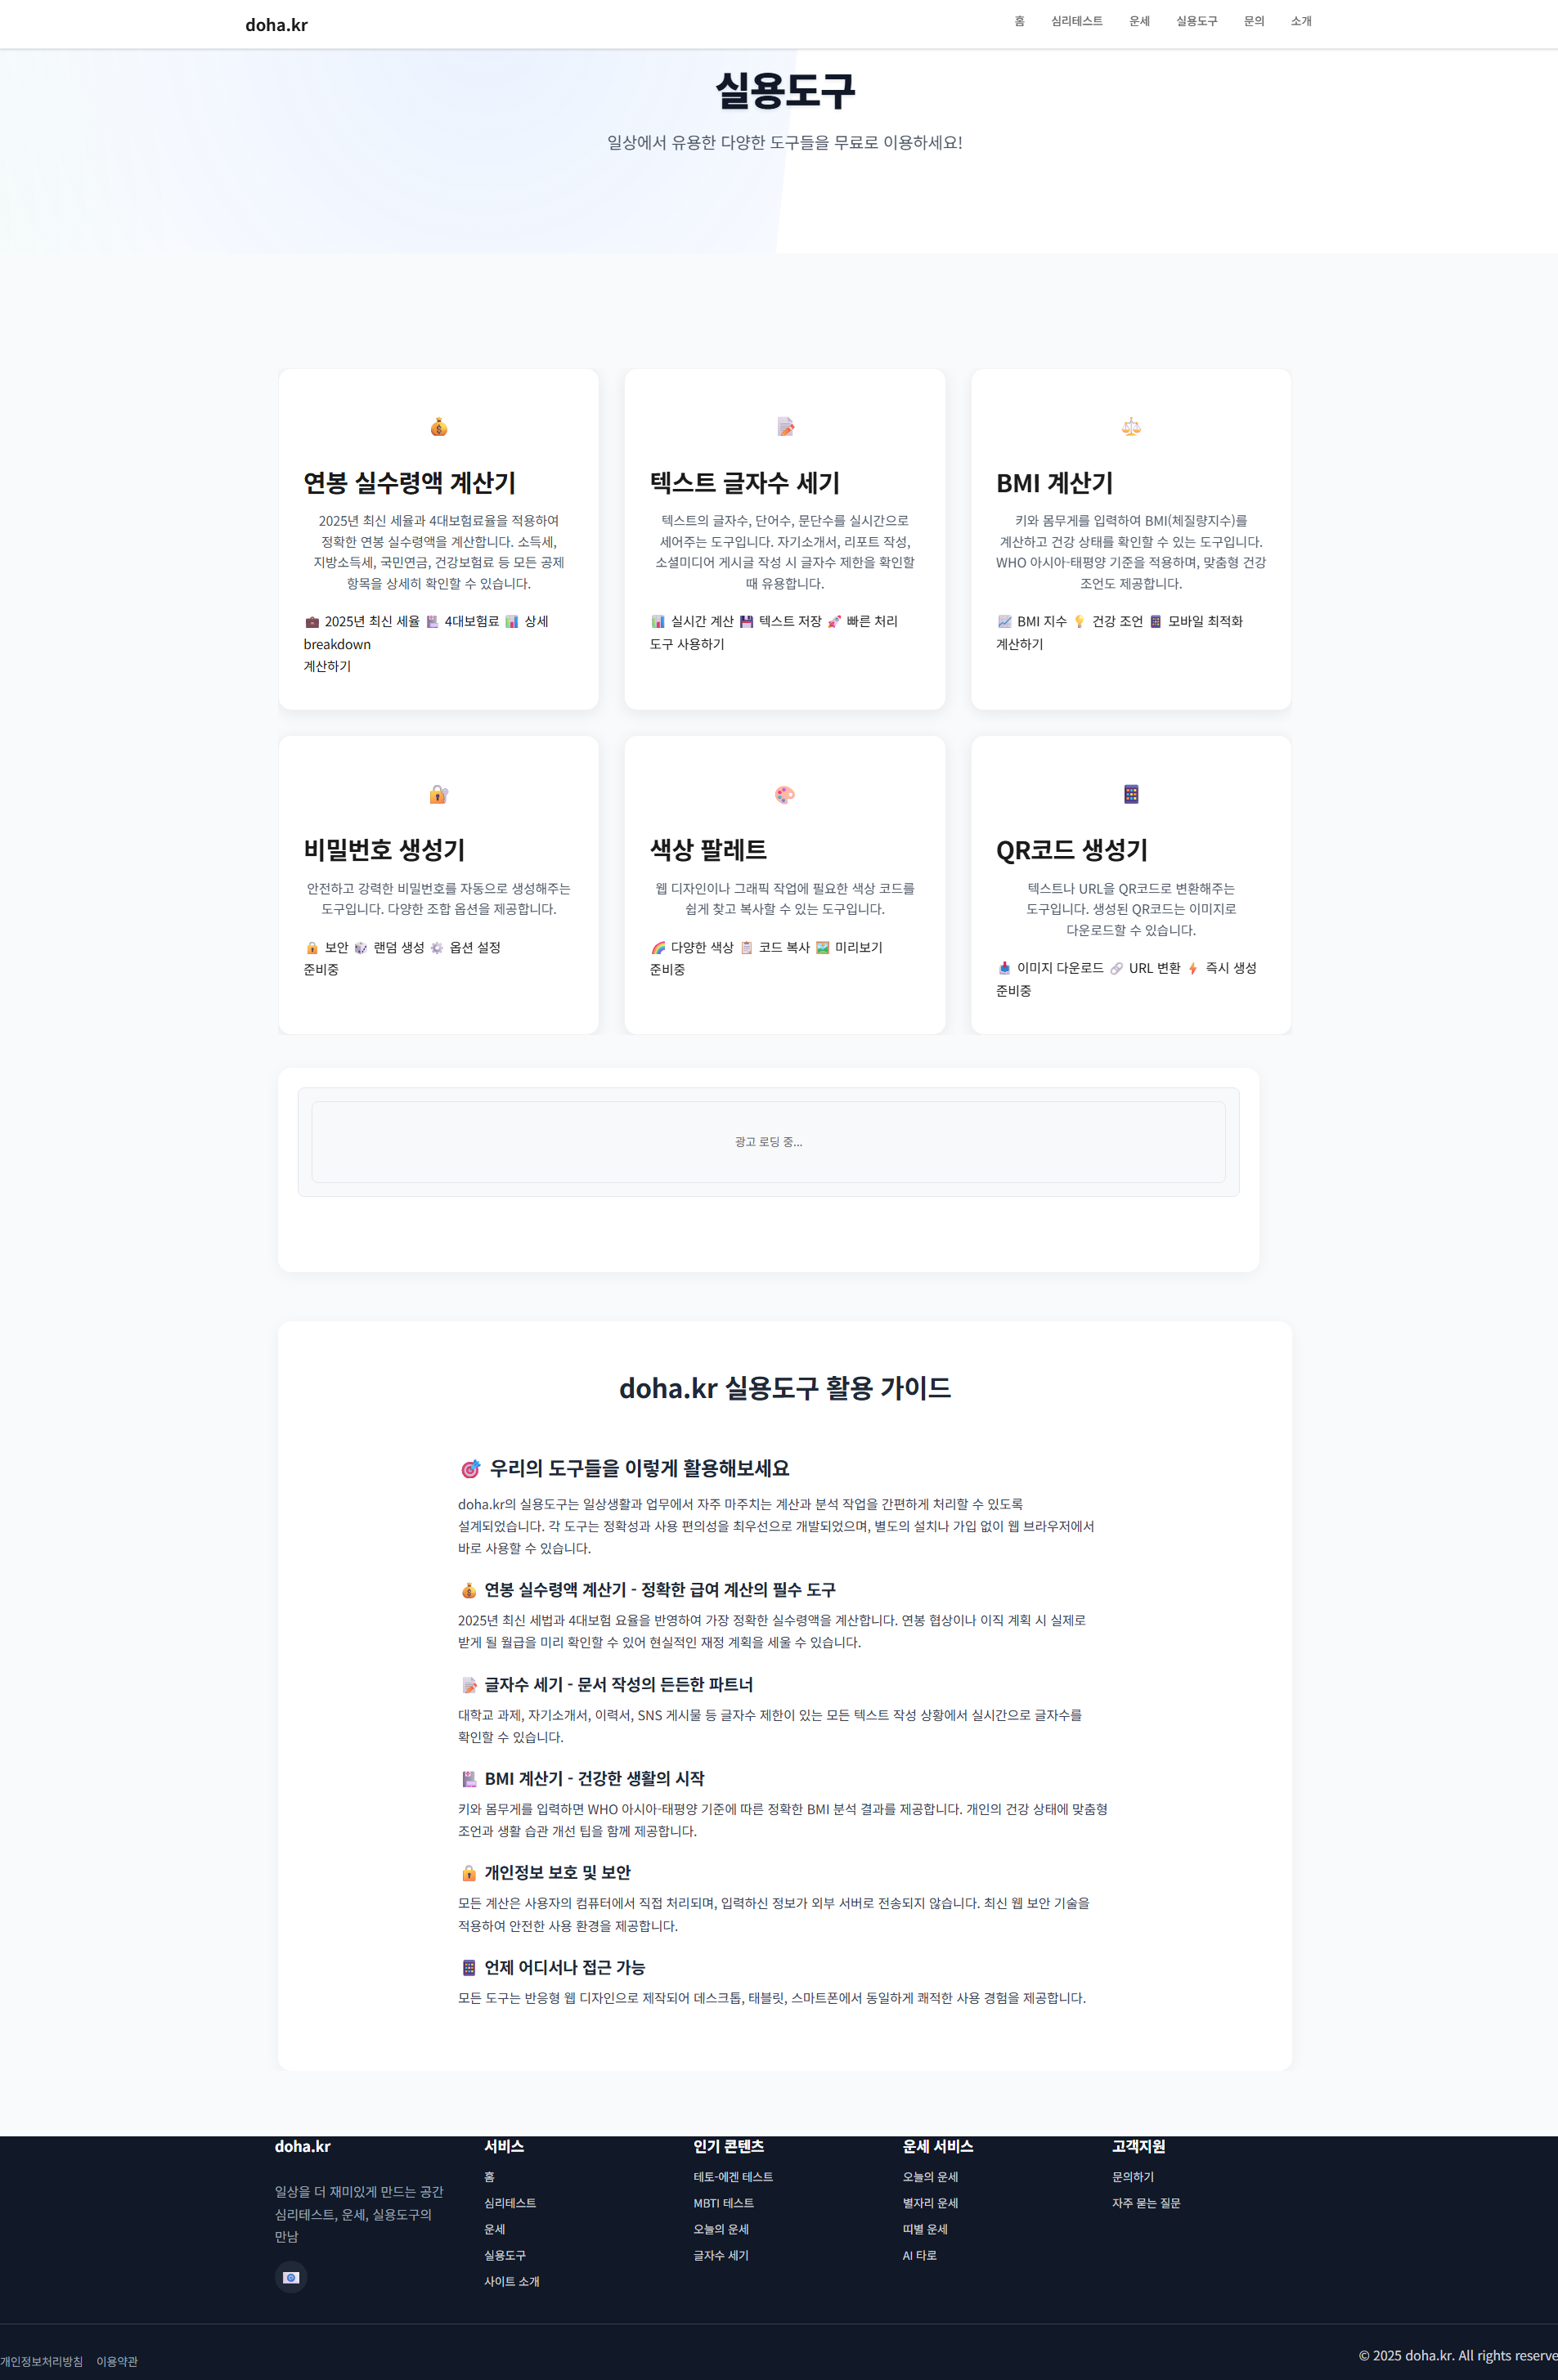 doha.kr
홈 심리테스트 운세 실용도구 문의 소개
실용도구
일상에서 유용한 다양한 도구들을 무료로 이용하세요!
연봉 실수령액 계산기
2025년 최신 세율과 4대보험료율을 적용하여
정확한 연봉 실수령액을 계산합니다. 소득세,
지방소득세, 국민연금, 건강보험료 등 모든 공제
항목을 상세히 확인할 수 있습니다.
2025년 최신 세율 4대보험료 상세
breakdown
계산하기
텍스트 글자수 세기
텍스트의 글자수, 단어수, 문단수를 실시간으로
세어주는 도구입니다. 자기소개서, 리포트 작성,
소셜미디어 게시글 작성 시 글자수 제한을 확인할
때 유용합니다.
실시간 계산 텍스트 저장 빠른 처리
도구 사용하기
BMI 계산기
키와 몸무게를 입력하여 BMI(체질량지수)를
계산하고 건강 상태를 확인할 수 있는 도구입니다.
WHO 아시아-태평양 기준을 적용하며, 맞춤형 건강
조언도 제공합니다.
BMI 지수 건강 조언 모바일 최적화
계산하기
비밀번호 생성기
안전하고 강력한 비밀번호를 자동으로 생성해주는
도구입니다. 다양한 조합 옵션을 제공합니다.
보안 랜덤 생성 옵션 설정
준비중
색상 팔레트
웹 디자인이나 그래픽 작업에 필요한 색상 코드를
쉽게 찾고 복사할 수 있는 도구입니다.
다양한 색상 코드 복사 미리보기
준비중
QR코드 생성기
텍스트나 URL을 QR코드로 변환해주는
도구입니다. 생성된 QR코드는 이미지로
다운로드할 수 있습니다.
이미지 다운로드 URL 변환 즉시 생성
준비중
광고 로딩 중...
doha.kr 실용도구 활용 가이드
우리의 도구들을 이렇게 활용해보세요
doha.kr의 실용도구는 일상생활과 업무에서 자주 마주치는 계산과 분석 작업을 간편하게 처리할 수 있도록
설계되었습니다. 각 도구는 정확성과 사용 편의성을 최우선으로 개발되었으며, 별도의 설치나 가입 없이 웹 브라우저에서
바로 사용할 수 있습니다.
연봉 실수령액 계산기 - 정확한 급여 계산의 필수 도구
2025년 최신 세법과 4대보험 요율을 반영하여 가장 정확한 실수령액을 계산합니다. 연봉 협상이나 이직 계획 시 실제로
받게 될 월급을 미리 확인할 수 있어 현실적인 재정 계획을 세울 수 있습니다.
글자수 세기 - 문서 작성의 든든한 파트너
대학교 과제, 자기소개서, 이력서, SNS 게시물 등 글자수 제한이 있는 모든 텍스트 작성 상황에서 실시간으로 글자수를
확인할 수 있습니다.
BMI 계산기 - 건강한 생활의 시작
키와 몸무게를 입력하면 WHO 아시아-태평양 기준에 따른 정확한 BMI 분석 결과를 제공합니다. 개인의 건강 상태에 맞춤형
조언과 생활 습관 개선 팁을 함께 제공합니다.
개인정보 보호 및 보안
모든 계산은 사용자의 컴퓨터에서 직접 처리되며, 입력하신 정보가 외부 서버로 전송되지 않습니다. 최신 웹 보안 기술을
적용하여 안전한 사용 환경을 제공합니다.
언제 어디서나 접근 가능
모든 도구는 반응형 웹 디자인으로 제작되어 데스크톱, 태블릿, 스마트폰에서 동일하게 쾌적한 사용 경험을 제공합니다.
doha.kr
일상을 더 재미있게 만드는 공간
심리테스트, 운세, 실용도구의
만남
서비스
홈
심리테스트
운세
실용도구
사이트 소개
인기 콘텐츠
테토-에겐 테스트
MBTI 테스트
오늘의 운세
글자수 세기
운세 서비스
오늘의 운세
별자리 운세
띠별 운세
AI 타로
고객지원
문의하기
자주 묻는 질문
개인정보처리방침 이용약관
© 2025 doha.kr. All rights reserve